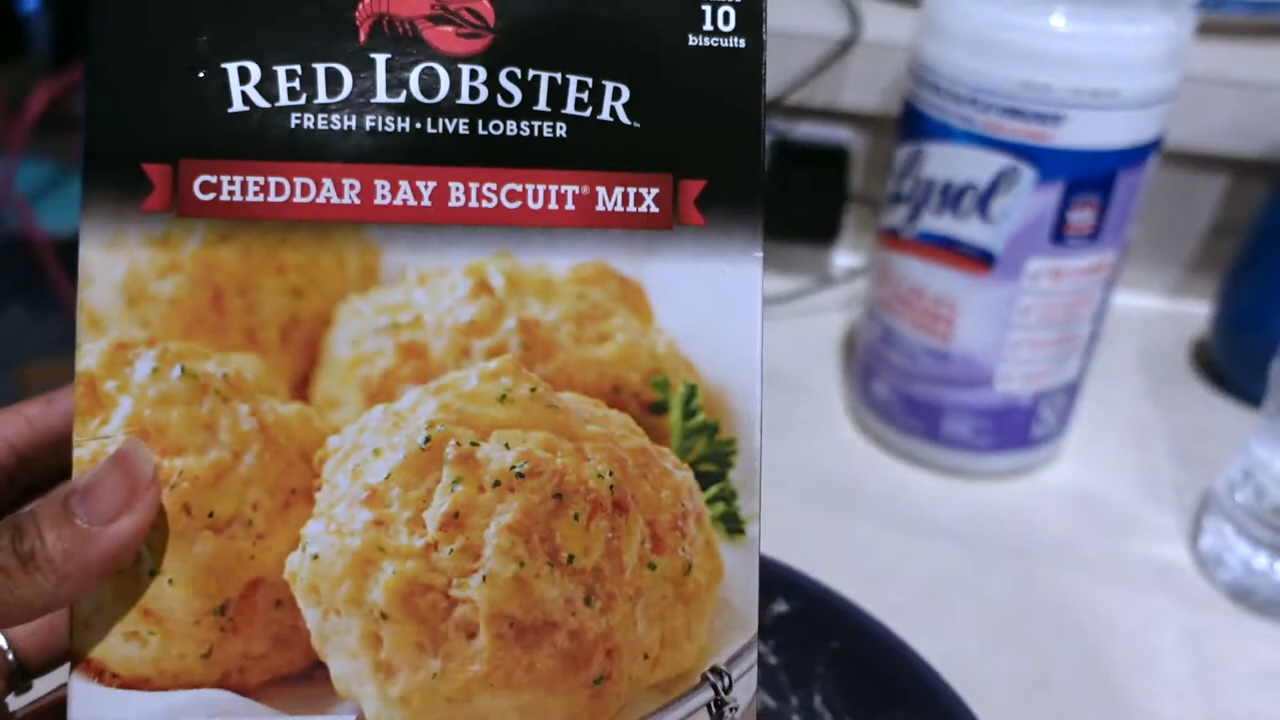 10
biscuits
RED LOBSTER
FRESH FISH • LIVE LOBSTER
CHEDDAR BAY BISCUIT® MIX
Lysol